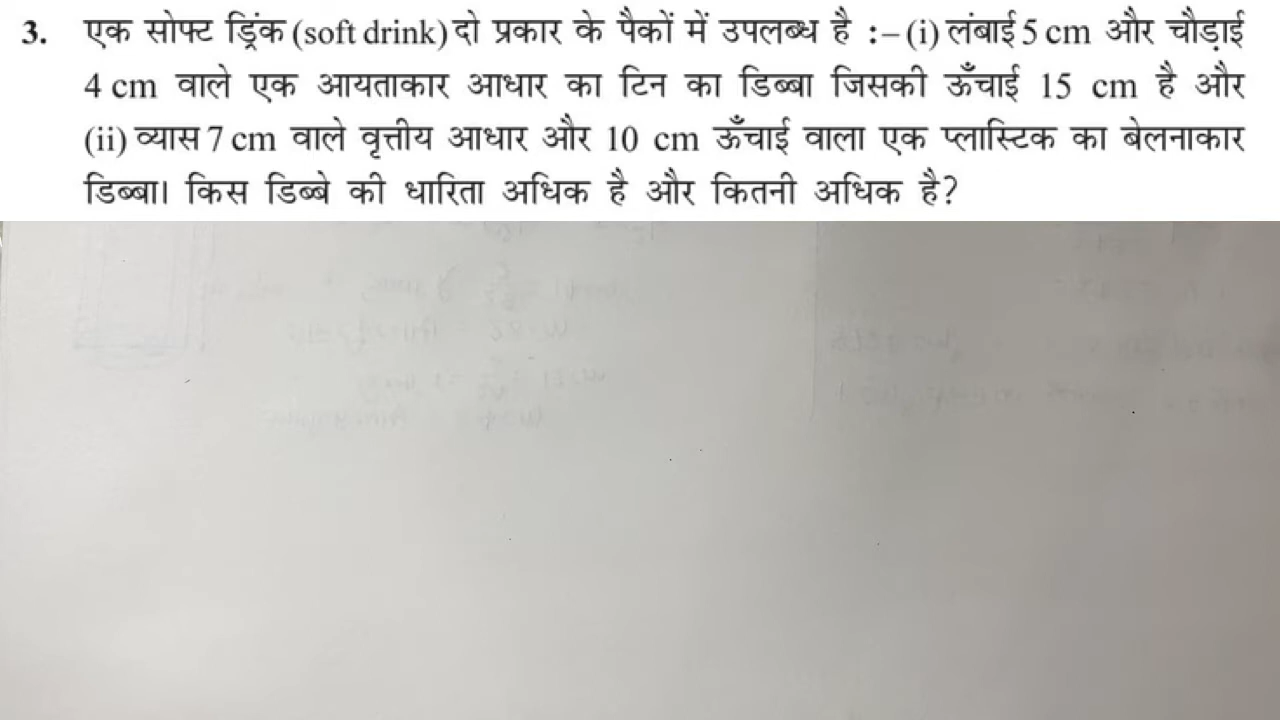 3. एक सोफ्ट ड्रिंक (soft drink) दो प्रकार के पैकों में उपलब्ध है :– (i) लंबाई 5 cm और चौड़ाई
4 cm वाले एक आयताकार आधार का टिन का डिब्बा जिसकी ऊँचाई 15 cm है और
(ii) व्यास 7 cm वाले वृत्तीय आधार और 10 cm ऊँचाई वाला एक प्लास्टिक का बेलनाकार
डिब्बा। किस डिब्बे की धारिता अधिक है और कितनी अधिक है?